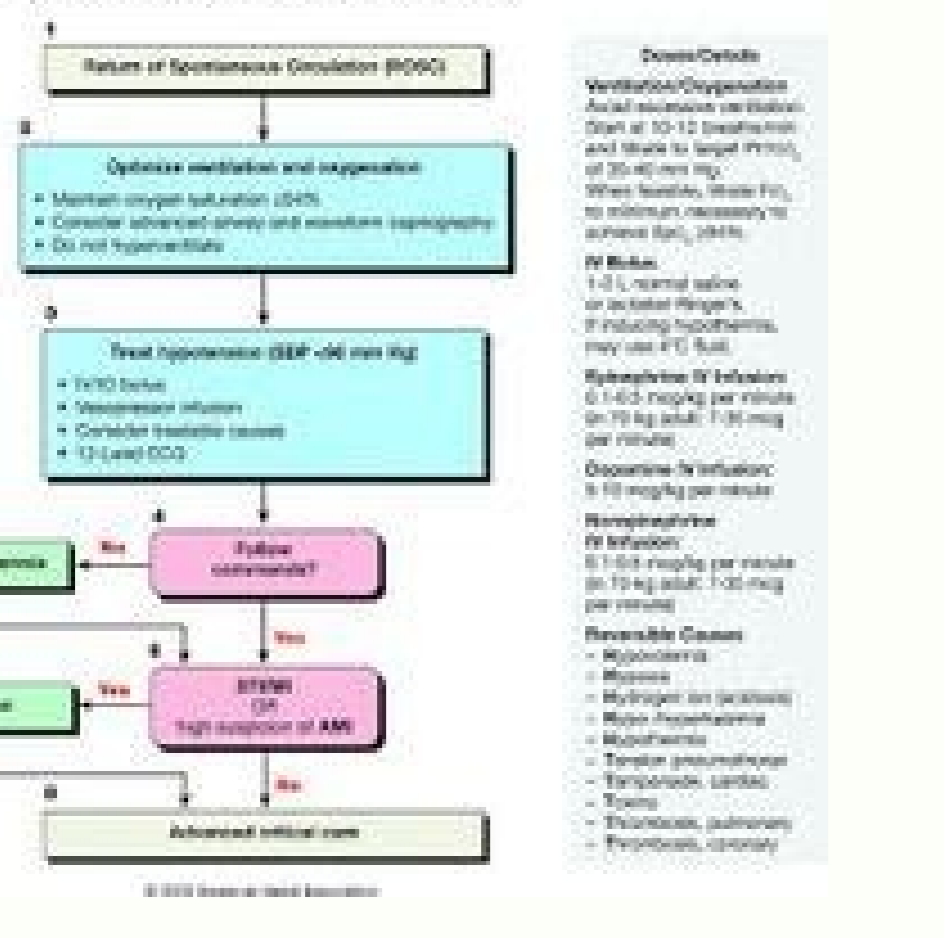 1
Return of Spontaneous Circulation (ROSC)
2
Optimize ventilation and oxygenation
• Maintain oxygen saturation ≥94%
• Consider advanced airway and waveform capnography
• Do not hyperventilate
3
Treat hypotension (SBP <90 mm Hg)
• IV/IO bolus
• Vasopressor infusion
• Consider treatable causes
• 12-Lead ECG
4
Follow
commands?
No
Yes
STEMI
OR
high suspicion of AMI
Yes
No
Advanced critical care
Doses/Details
Ventilation/Oxygenation
Avoid excessive ventilation.
Start at 10-12 breaths/min
and titrate to target PETCO₂
of 35-40 mm Hg.
When feasible, titrate FIO₂
to minimum necessary to
achieve SpO₂ ≥94%.
IV Bolus
1-2 L normal saline
or lactated Ringer's.
If inducing hypothermia,
may use 4°C fluid.
Epinephrine IV Infusion:
0.1-0.5 mcg/kg per minute
(in 70-kg adult: 7-35 mcg
per minute)
Dopamine IV Infusion:
5-10 mcg/kg per minute
Norepinephrine
IV Infusion:
0.1-0.5 mcg/kg per minute
(in 70-kg adult: 7-35 mcg
per minute)
Reversible Causes
– Hypovolemia
– Hypoxia
– Hydrogen ion (acidosis)
– Hypo-/hyperkalemia
– Hypothermia
– Tension pneumothorax
– Tamponade, cardiac
– Toxins
– Thrombosis, pulmonary
– Thrombosis, coronary
American Heart Association